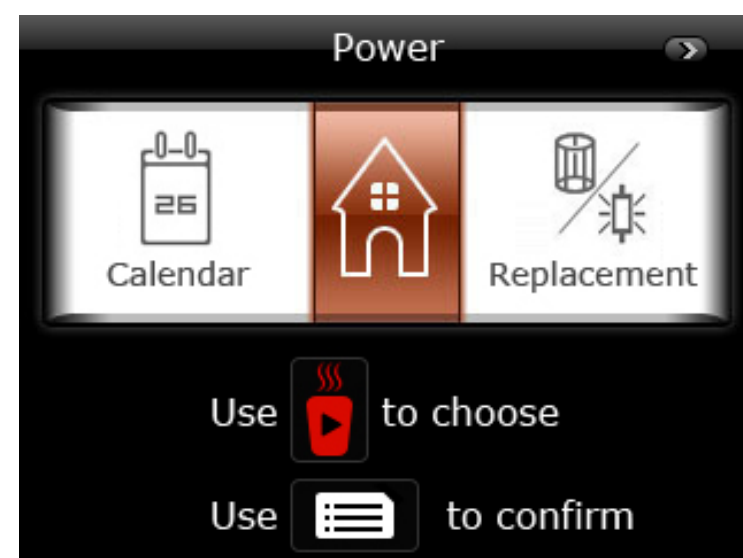 Power
26
Calendar
Replacement
Use to choose
Use to confirm